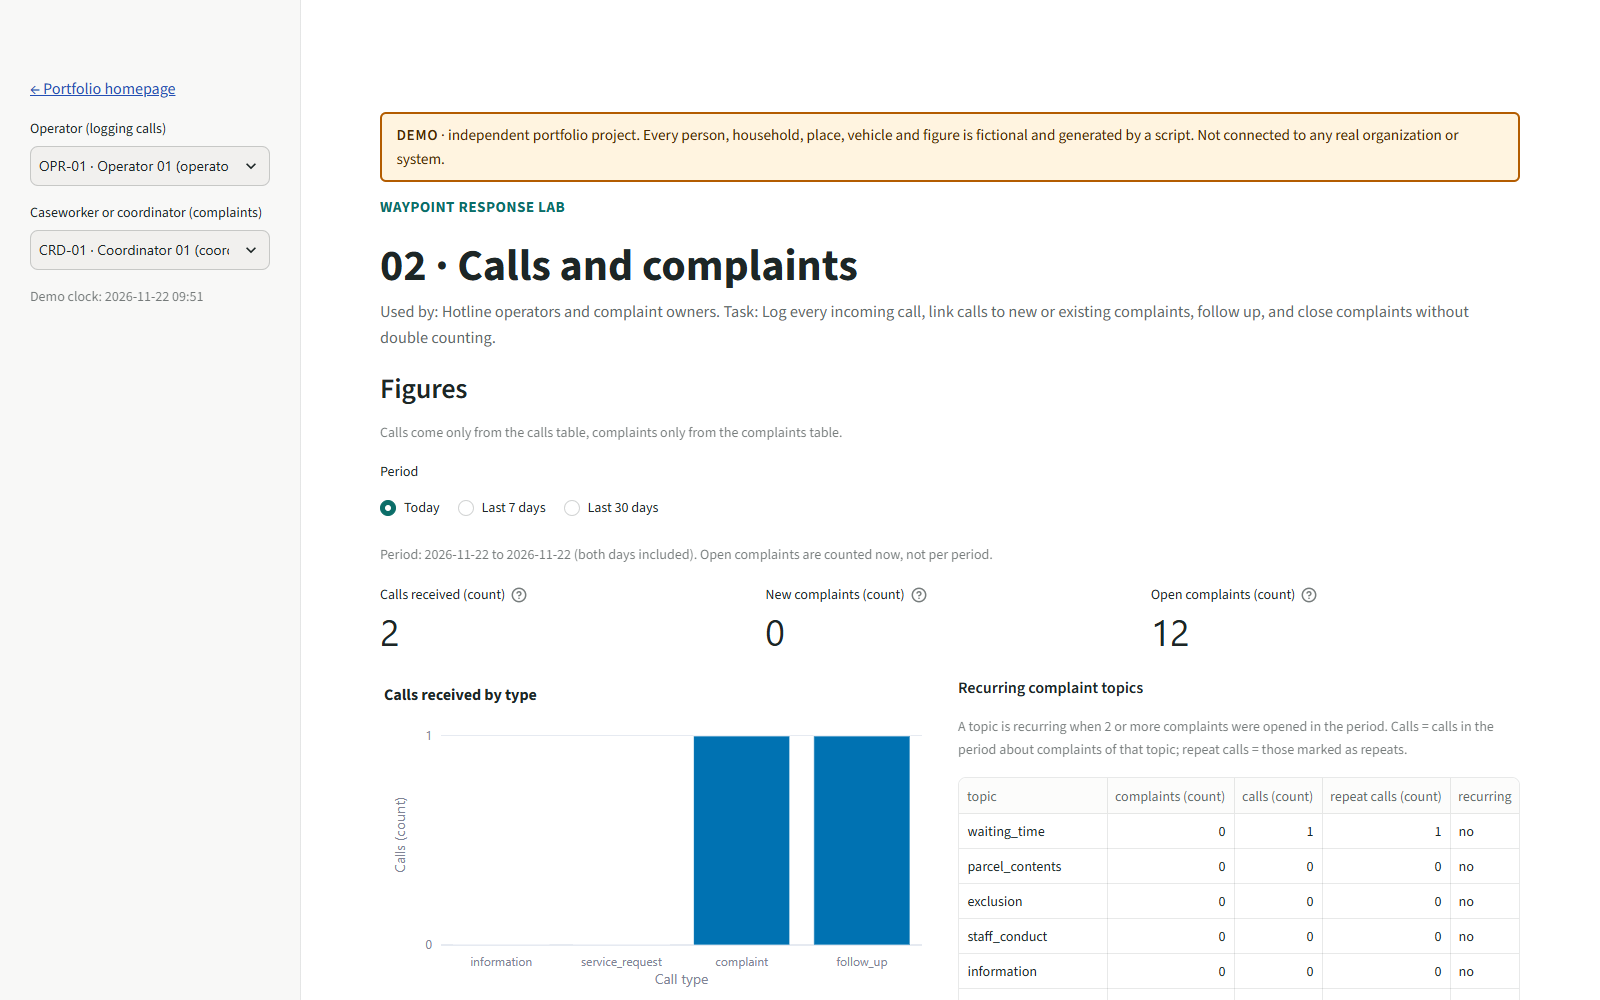 ← Portfolio homepage
Operator (logging calls)
OPR-01 · Operator 01 (operato
Caseworker or coordinator (complaints)
CRD-01 · Coordinator 01 (coor
Demo clock: 2026-11-22 09:51
DEMO · independent portfolio project. Every person, household, place, vehicle and figure is fictional and generated by a script. Not connected to any real organization or
system.
WAYPOINT RESPONSE LAB
02 · Calls and complaints
Used by: Hotline operators and complaint owners. Task: Log every incoming call, link calls to new or existing complaints, follow up, and close complaints without
double counting.
Figures
Calls come only from the calls table, complaints only from the complaints table.
Period
Today Last 7 days Last 30 days
Period: 2026-11-22 to 2026-11-22 (both days included). Open complaints are counted now, not per period.
Calls received (count) ? New complaints (count) ? Open complaints (count) ?
2 0 12
Calls received by type
1
0
Calls (count)
information service_request complaint follow_up
Call type
Recurring complaint topics
A topic is recurring when 2 or more complaints were opened in the period. Calls = calls in the
period about complaints of that topic; repeat calls = those marked as repeats.
topic complaints (count) calls (count) repeat calls (count) recurring
waiting_time 0 1 1 no
parcel_contents 0 0 0 no
exclusion 0 0 0 no
staff_conduct 0 0 0 no
information 0 0 0 no